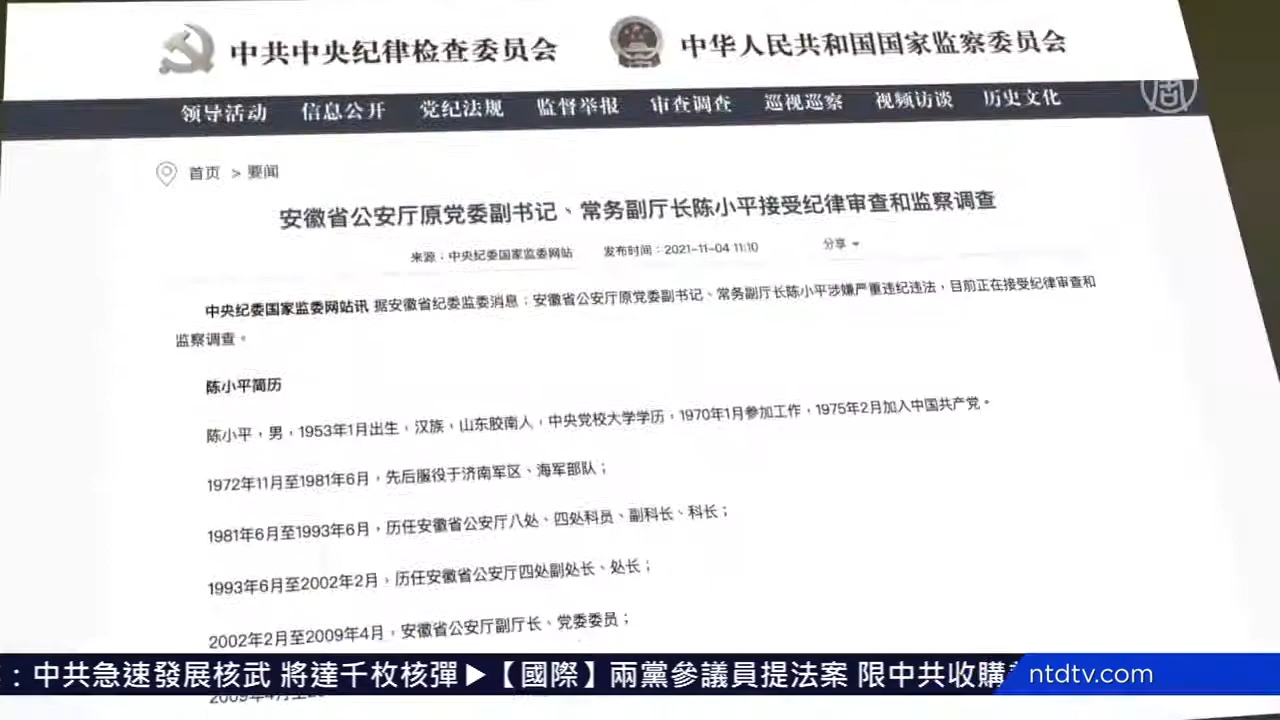 中共中央纪律检查委员会 中华人民共和国国家监察委员会
领导活动 信息公开 党纪法规 监督举报 审查调查 巡视巡察 视频访谈 历史文化
首页 > 要闻
安徽省公安厅原党委副书记、常务副厅长陈小平接受纪律审查和监察调查
来源：中央纪委国家监委网站 发布时间：2021-11-04 11:10 分享
中央纪委国家监委网站讯 据安徽省纪委监委消息：安徽省公安厅原党委副书记、常务副厅长陈小平涉嫌严重违纪违法，目前正在接受纪律审查和
监察调查。
陈小平简历
陈小平，男，1953年1月出生，汉族，山东胶南人，中央党校大学学历，1970年1月参加工作，1975年2月加入中国共产党。
1972年11月至1981年6月，先后服役于济南军区、海军部队；
1981年6月至1993年6月，历任安徽省公安厅八处、四处科员、副科长、科长；
1993年6月至2002年2月，历任安徽省公安厅四处副处长、处长；
2002年2月至2009年4月，安徽省公安厅副厅长、党委委员；
：中共急速發展核武 將達千枚核彈▶【國際】兩黨參議員提法案 限中共收購
ntdtv.com